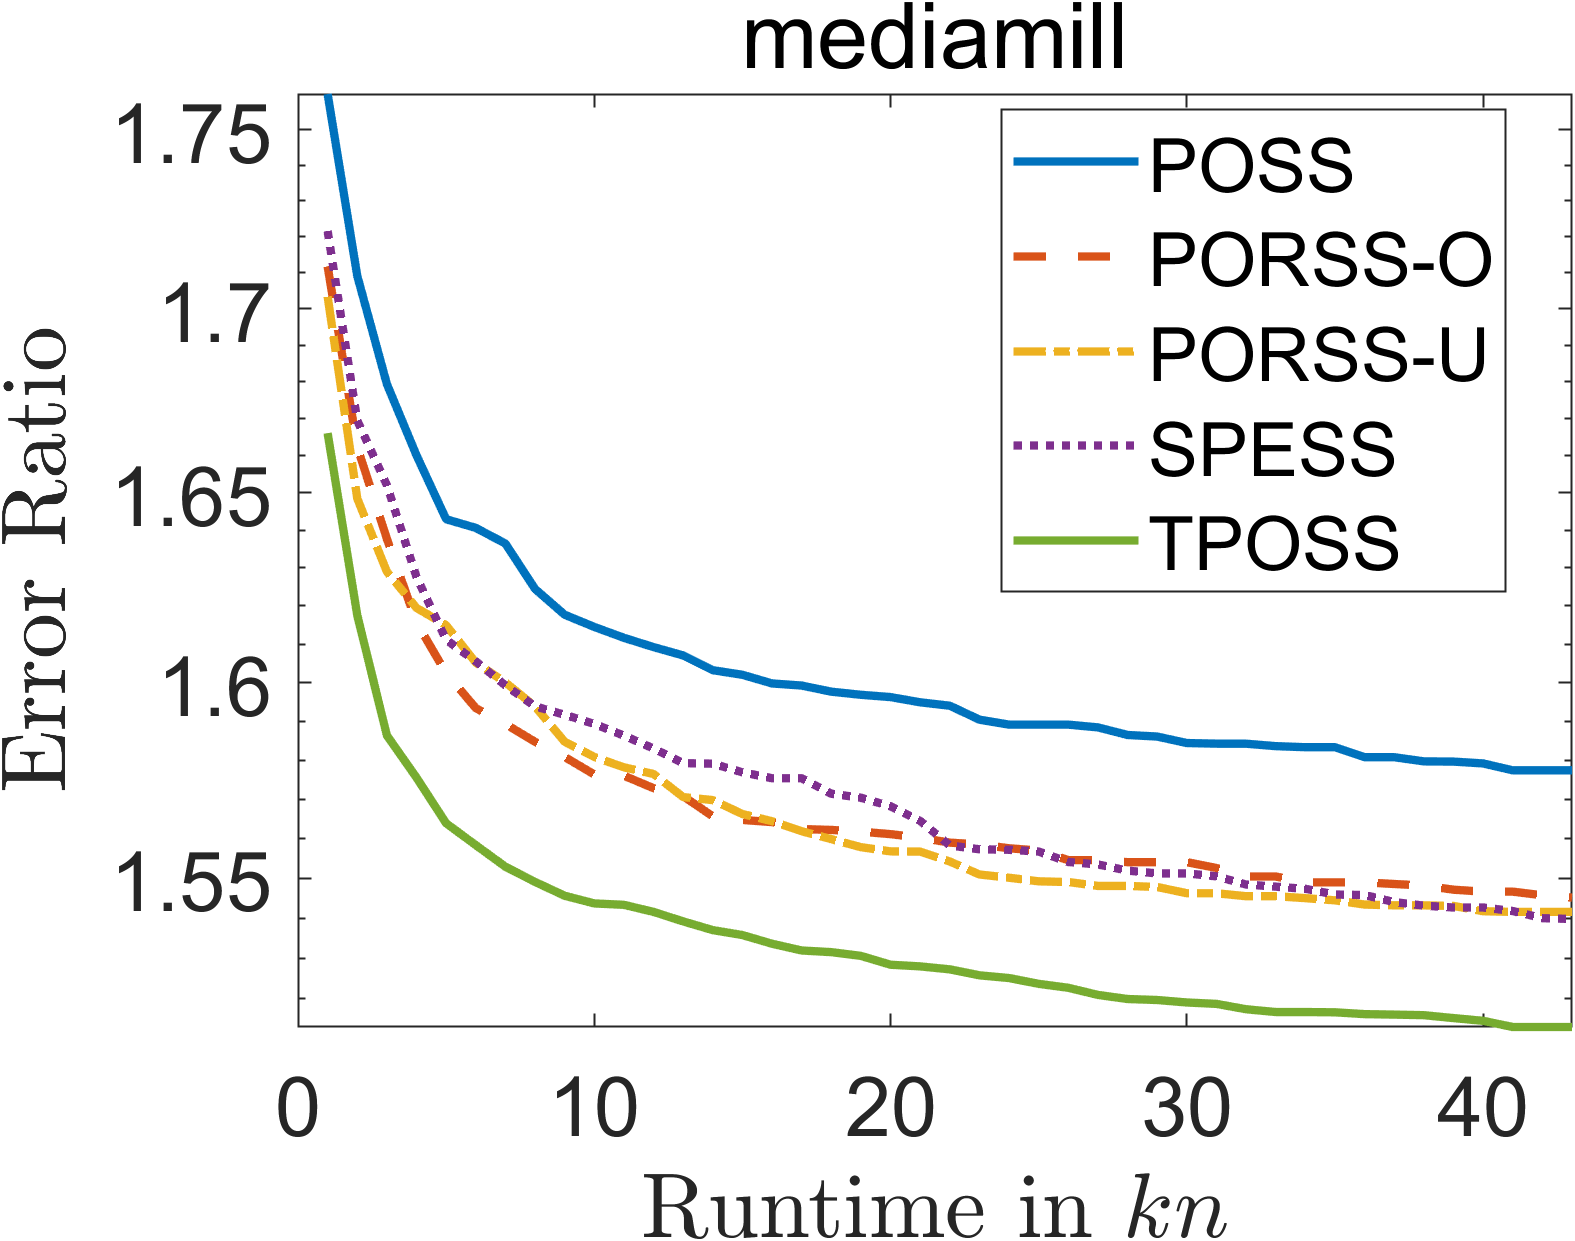 mediamill
1.75
1.7
1.65
1.6
1.55
Error Ratio
POSS
PORSS-O
PORSS-U
SPESS
TPOSS
0 10 20 30 40
Runtime in kn